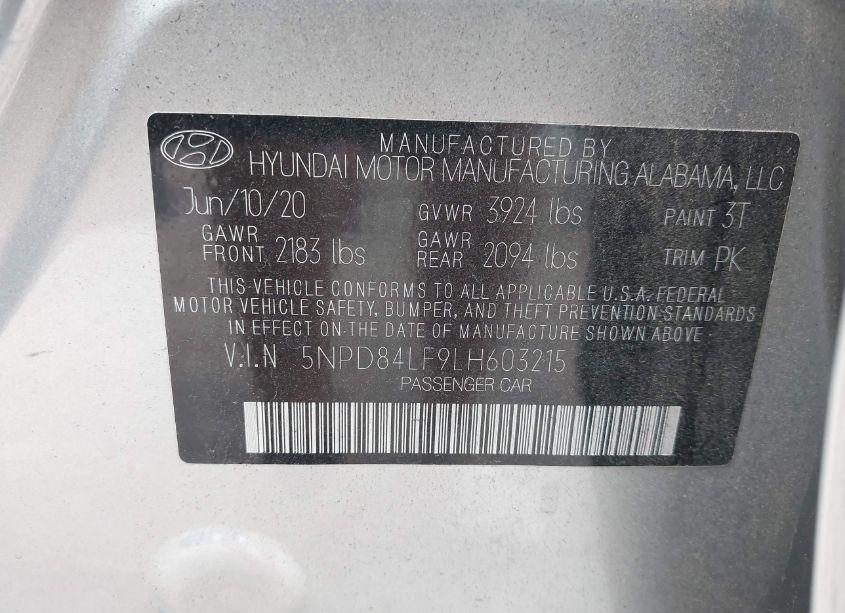 MANUFACTURED BY
HYUNDAI MOTOR MANUFACTURING ALABAMA, LLC
Jun/10/20 GVWR 3924 lbs PAINT 3T
GAWR FRONT 2183 lbs GAWR REAR 2094 lbs TRIM PK
THIS VEHICLE CONFORMS TO ALL APPLICABLE U.S.A. FEDERAL
MOTOR VEHICLE SAFETY, BUMPER, AND THEFT PREVENTION STANDARDS
IN EFFECT ON THE DATE OF MANUFACTURE SHOWN ABOVE
V.I.N 5NPD84LF9LH603215
PASSENGER CAR